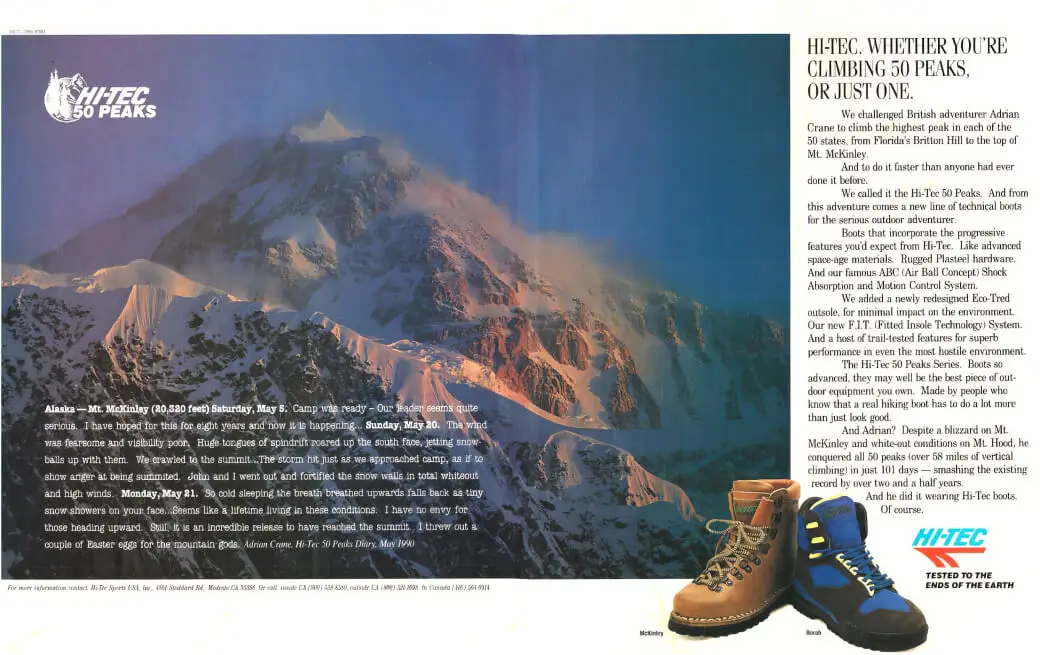 HI-TEC
50 PEAKS
HI-TEC. WHETHER YOU'RE
CLIMBING 50 PEAKS,
OR JUST ONE.
We challenged British adventurer Adrian
Crane to climb the highest peak in each of the
50 states, from Florida's Britton Hill to the top of
Mt. McKinley.
And to do it faster than anyone had ever
done it before.
We called it the Hi-Tec 50 Peaks. And from
this adventure comes a new line of technical boots
for the serious outdoor adventurer.
Boots that incorporate the progressive
features you'd expect from Hi-Tec. Like advanced
space-age materials. Rugged Plasteel hardware.
And our famous ABC (Air Ball Concept) Shock
Absorption and Motion Control System.
We added a newly redesigned Eco-Tred
outsole, for minimal impact on the environment.
Our new F.I.T. (Fitted Insole Technology) System.
And a host of trail-tested features for superb
performance in even the most hostile environment.
The Hi-Tec 50 Peaks Series. Boots so
advanced, they may well be the best piece of out-
door equipment you own. Made by people who
know that a real hiking boot has to do a lot more
than just look good.
And Adrian? Despite a blizzard on Mt.
McKinley and white-out conditions on Mt. Hood, he
conquered all 50 peaks (over 58 miles of vertical
climbing) in just 101 days — smashing the existing
record by over two and a half years.
And he did it wearing Hi-Tec boots.
Of course.
Alaska — Mt. McKinley (20,320 feet) Saturday, May 5. Camp was ready – Our leader seems quite
serious. I have hoped for this for eight years and now it is happening... Sunday, May 20. The wind
was fearsome and visibility poor. Huge tongues of spindrift roared up the south face, jetting snow-
balls up with them. We crawled to the summit...The storm hit just as we approached camp, as if to
show anger at being summited. John and I went out and fortified the snow walls in total whiteout
and high winds. Monday, May 21. So cold sleeping the breath breathed upwards falls back as tiny
snow showers on your face...Seems like a lifetime living in these conditions. I have no envy for
those heading upward. Still, it is an incredible release to have reached the summit. I threw out a
couple of Easter eggs for the mountain gods. Adrian Crane, Hi-Tec 50 Peaks Diary, May 1990
For more information contact: Hi-Tec Sports USA, Inc., 4801 Stoddard Rd., Modesto CA 95356. Or call, inside CA (800) 558-8580, outside CA (800) 521-1698. In Canada (416)
McKinley
Borah
HI-TEC
TESTED TO THE
ENDS OF THE EARTH